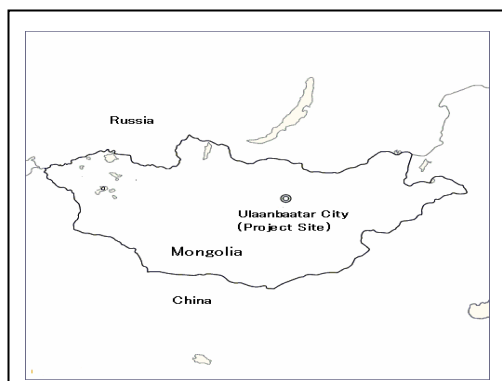 Russia
Ulaanbaatar City
(Project Site)
Mongolia
China